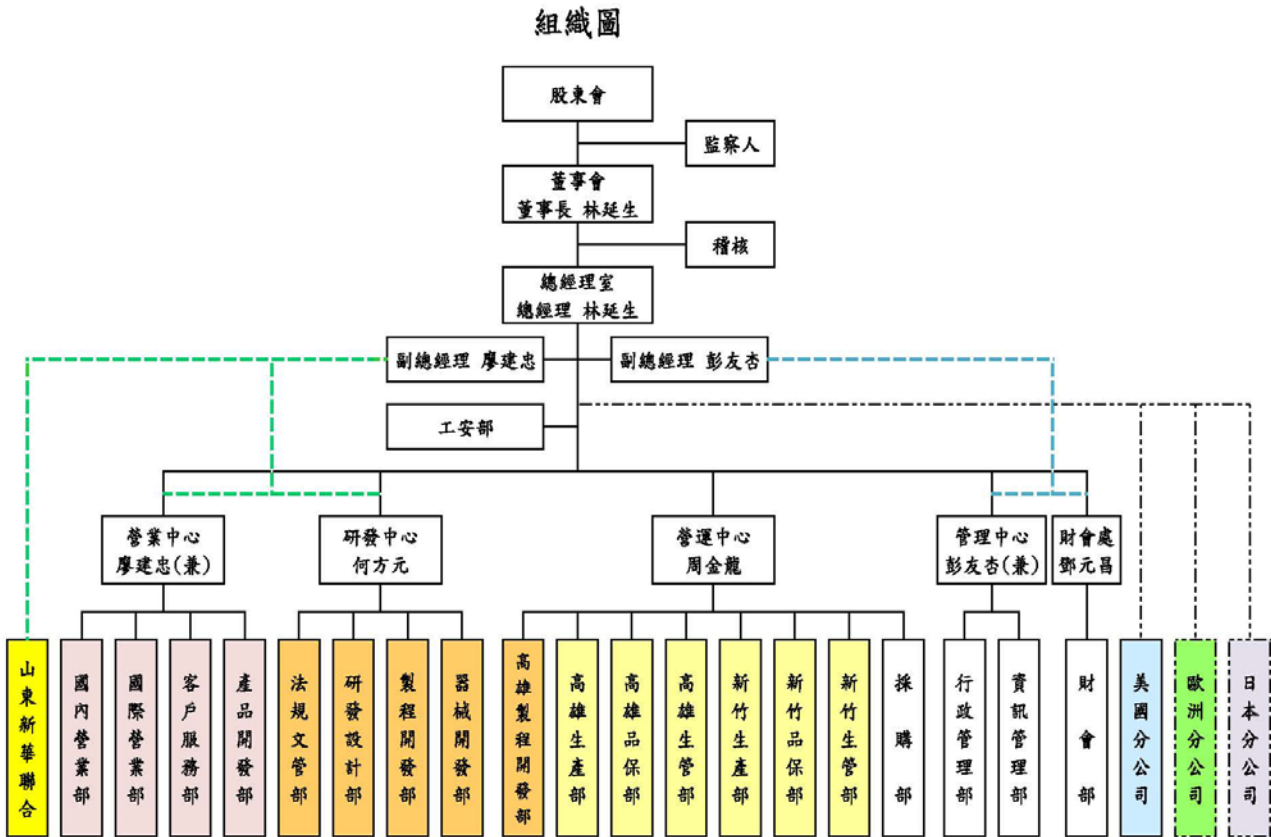 組織圖
股東會
監察人
董事會
董事長 林延生
稽核
總經理室
總經理 林延生
副總經理 廖建忠
副總經理 彭友杏
工安部
營業中心
廖建忠(兼)
研發中心
何方元
營運中心
周金龍
管理中心
彭友杏(兼)
財會處
鄧元昌
山東新華聯合
國內營業部
國際營業部
客戶服務部
產品開發部
法規文管部
研發設計部
製程開發部
器械開發部
高雄製程開發部
高雄生產部
高雄品保部
高雄生管部
新竹生產部
新竹品保部
新竹生管部
採購部
行政管理部
資訊管理部
財會部
美國分公司
歐洲分公司
日本分公司